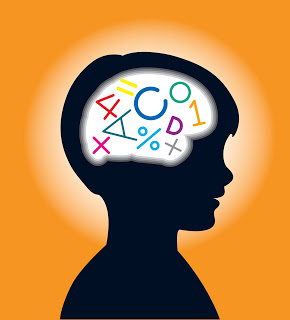 = C O
4 1
A % D
X +